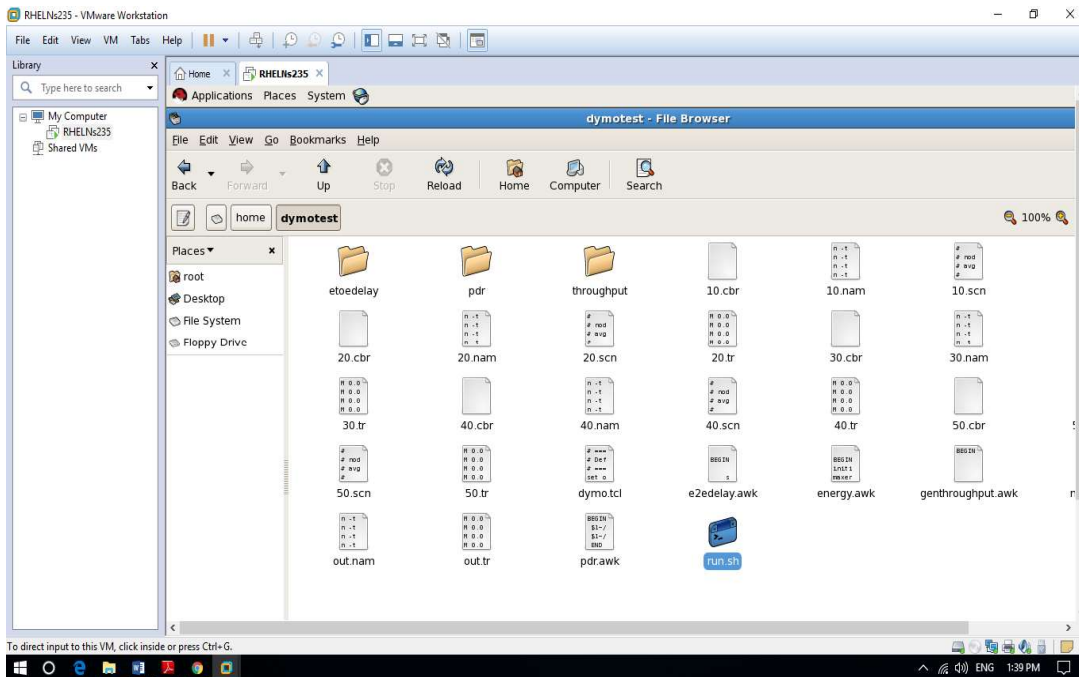 RHELNs235 - VMware Workstation
File Edit View VM Tabs Help
Library
Type here to search
My Computer
RHELNs235
Shared VMs
Home
RHELNs235
Applications Places System
dymotest - File Browser
File Edit View Go Bookmarks Help
Back Forward Up Stop Reload Home Computer Search
home dymotest 100%
Places
root
Desktop
File System
Floppy Drive
etoedelay pdr throughput 10.cbr 10.nam 10.scn
20.cbr 20.nam 20.scn 20.tr 30.cbr 30.nam
30.tr 40.cbr 40.nam 40.scn 40.tr 50.cbr
50.scn 50.tr dymo.tcl e2edelay.awk energy.awk genthroughput.awk
out.nam out.tr pdr.awk run.sh
To direct input to this VM, click inside or press Ctrl+G.
ENG 1:39 PM